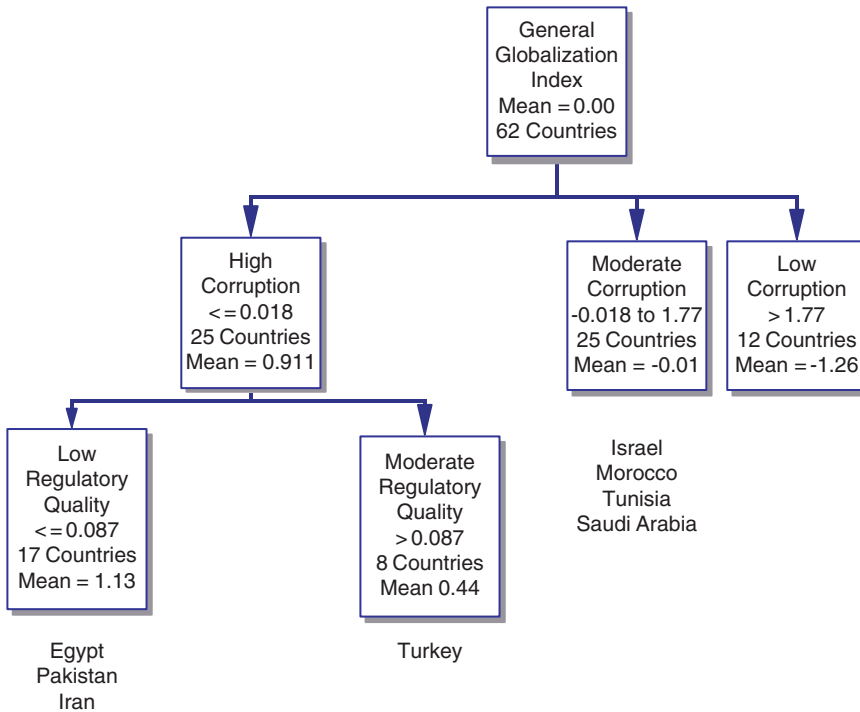 General
Globalization
Index
Mean = 0.00
62 Countries
High
Corruption
<= 0.018
25 Countries
Mean = 0.911
Moderate
Corruption
-0.018 to 1.77
25 Countries
Mean = -0.01
Low
Corruption
> 1.77
12 Countries
Mean = -1.26
Low
Regulatory
Quality
<= 0.087
17 Countries
Mean = 1.13
Moderate
Regulatory
Quality
> 0.087
8 Countries
Mean 0.44
Israel
Morocco
Tunisia
Saudi Arabia
Egypt
Pakistan
Iran
Turkey